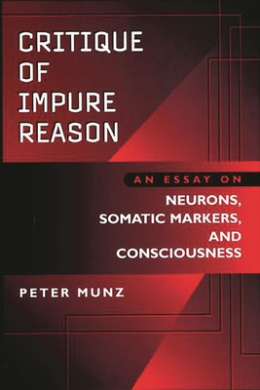 CRITIQUE
OF
IMPURE
REASON
AN ESSAY ON
NEURONS,
SOMATIC MARKERS,
AND
CONSCIOUSNESS
PETER MUNZ